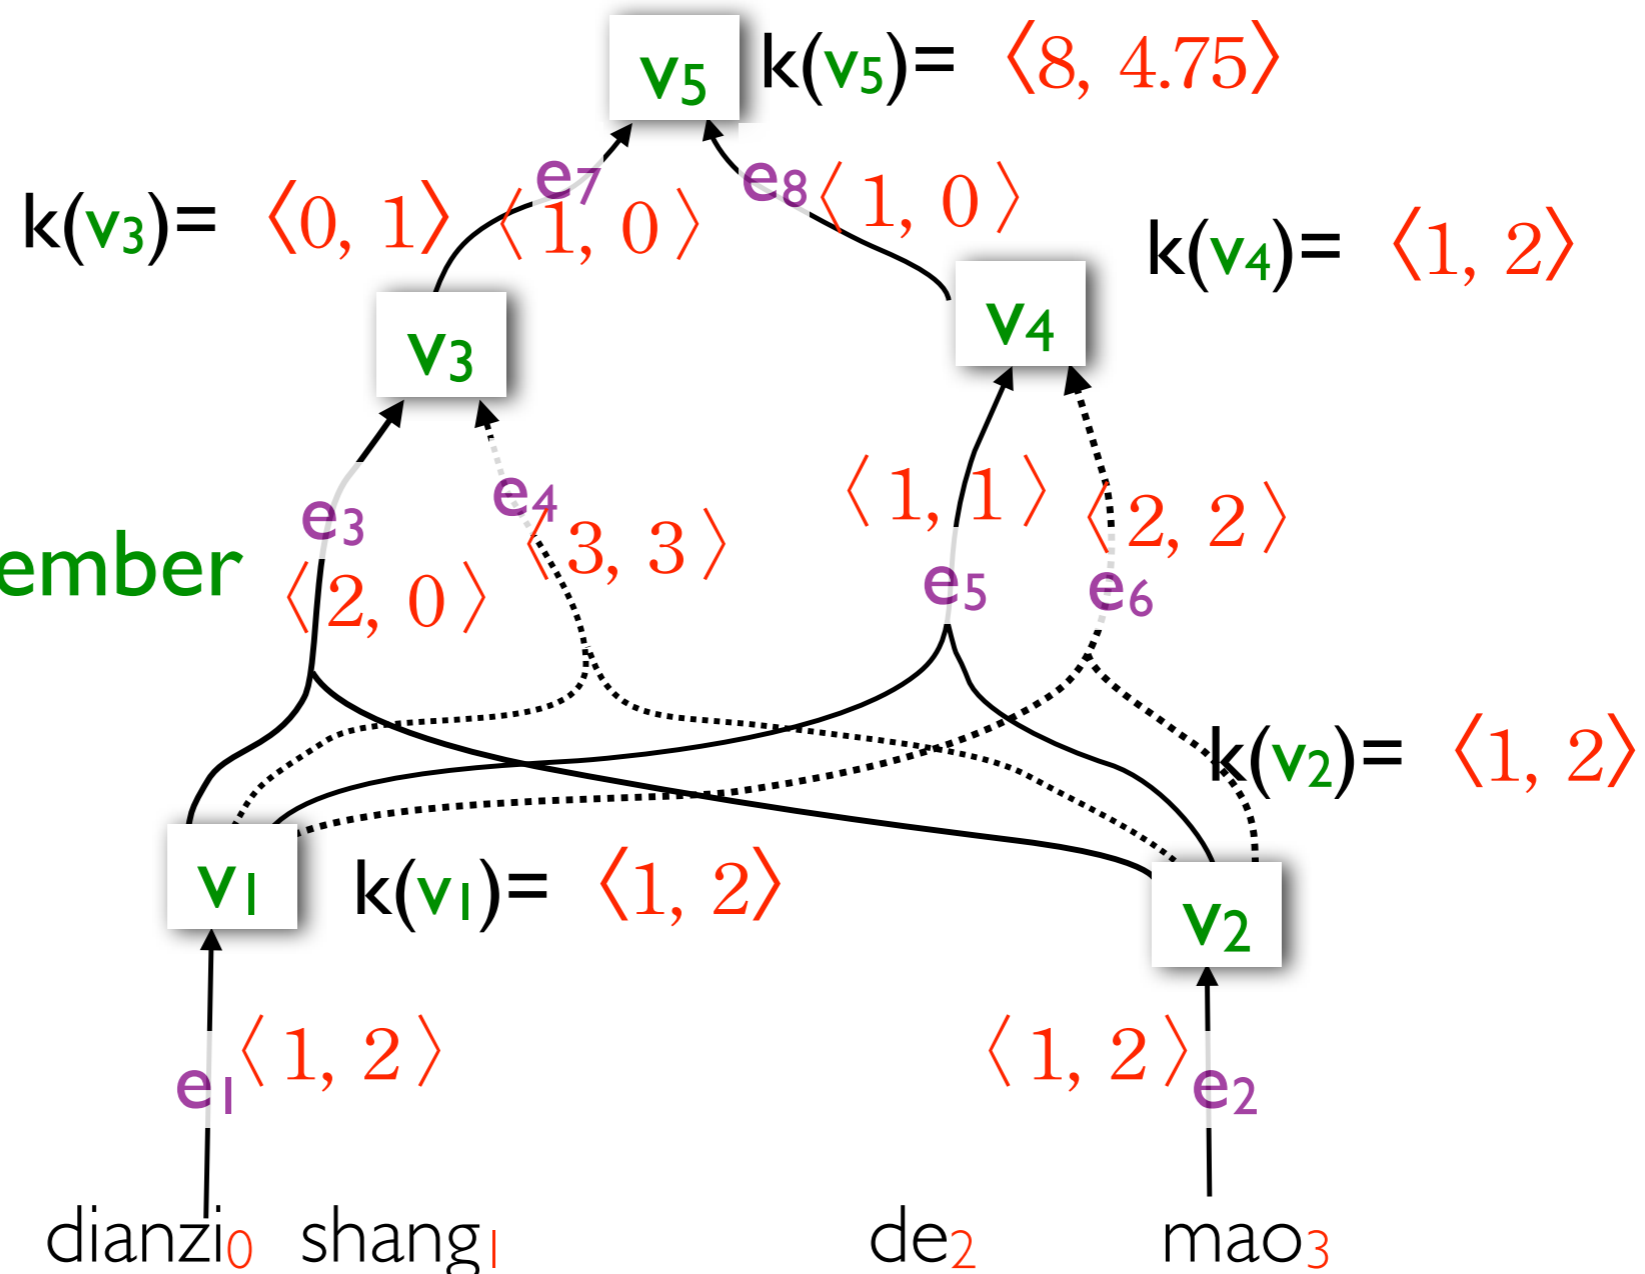 v5 k(v5)= ⟨8, 4.75⟩
e7 e8 ⟨1, 0⟩
k(v3)= ⟨0, 1⟩ ⟨1, 0⟩
k(v4)= ⟨1, 2⟩
v3
v4
e3
e4
⟨3, 3⟩
⟨1, 1⟩
⟨2, 2⟩
ember
⟨2, 0⟩
e5
e6
k(v2)= ⟨1, 2⟩
v1 k(v1)= ⟨1, 2⟩
v2
e1 ⟨1, 2⟩
⟨1, 2⟩ e2
dianzi0 shang1 de2 mao3